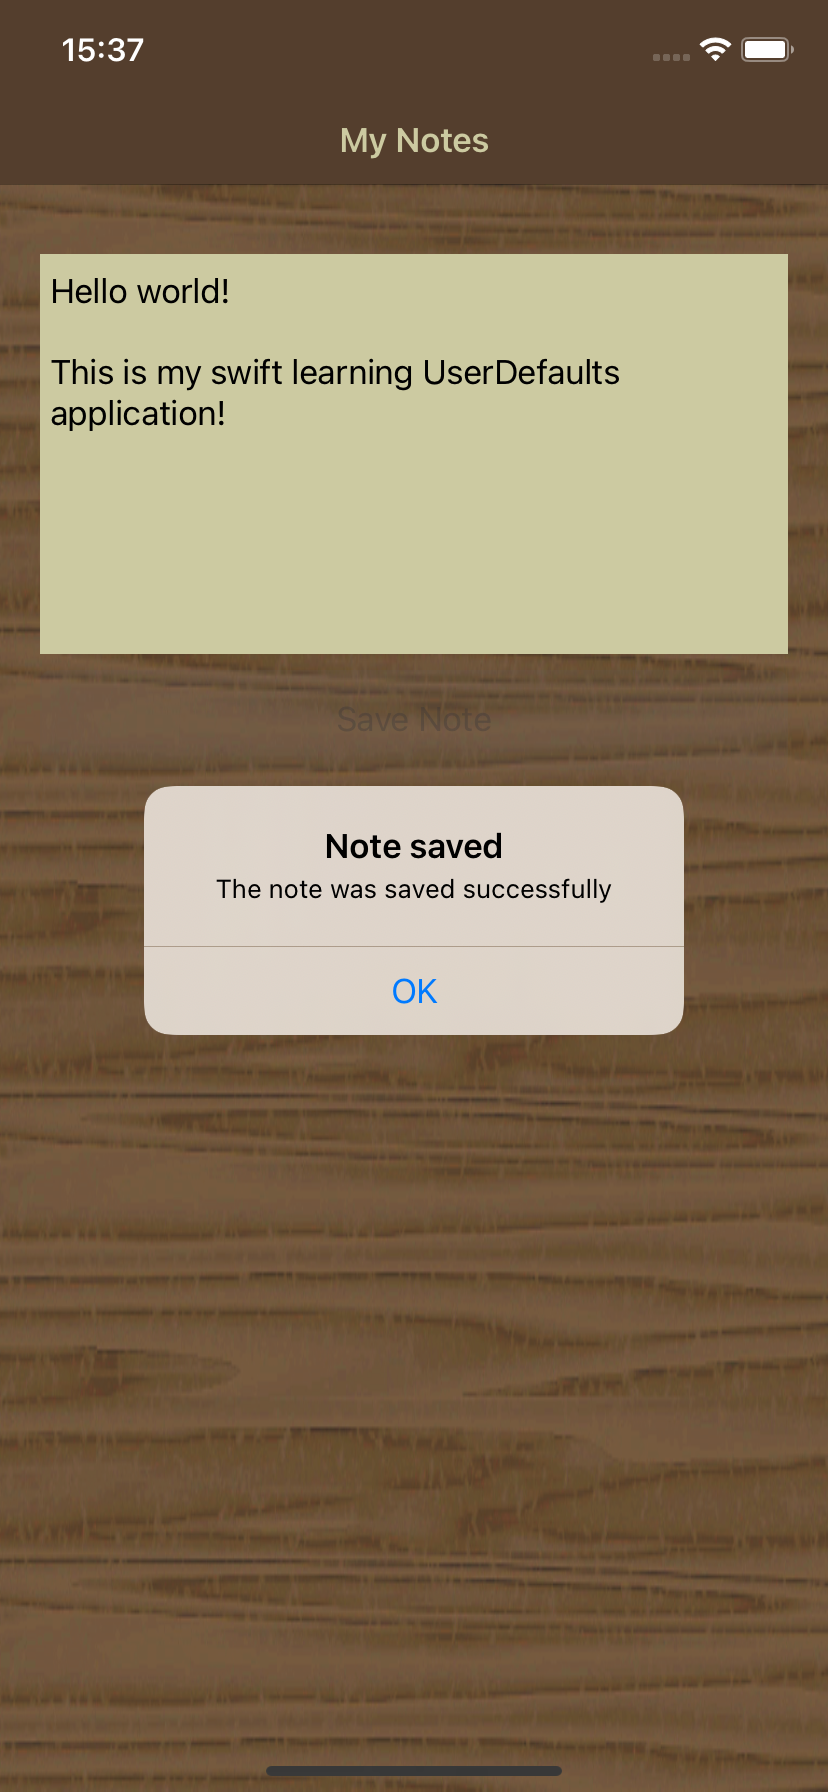 15:37
My Notes
Hello world!
This is my swift learning UserDefaults
application!
Save Note
Note saved
The note was saved successfully
OK